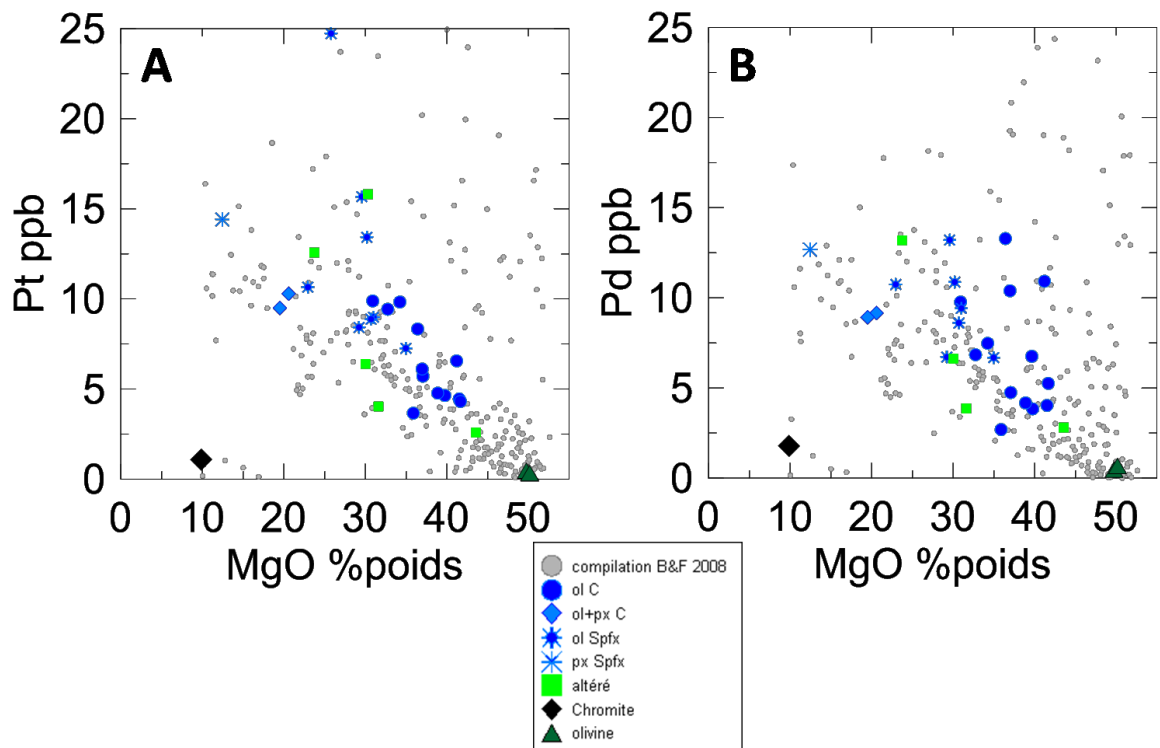 A
Pt ppb
25
20
15
10
5
0
0 10 20 30 40 50
MgO %poids
B
Pd ppb
25
20
15
10
5
0
0 10 20 30 40 50
MgO %poids
compilation B&F 2008
ol C
ol+px C
ol Spfx
px Spfx
altéré
Chromite
olivine